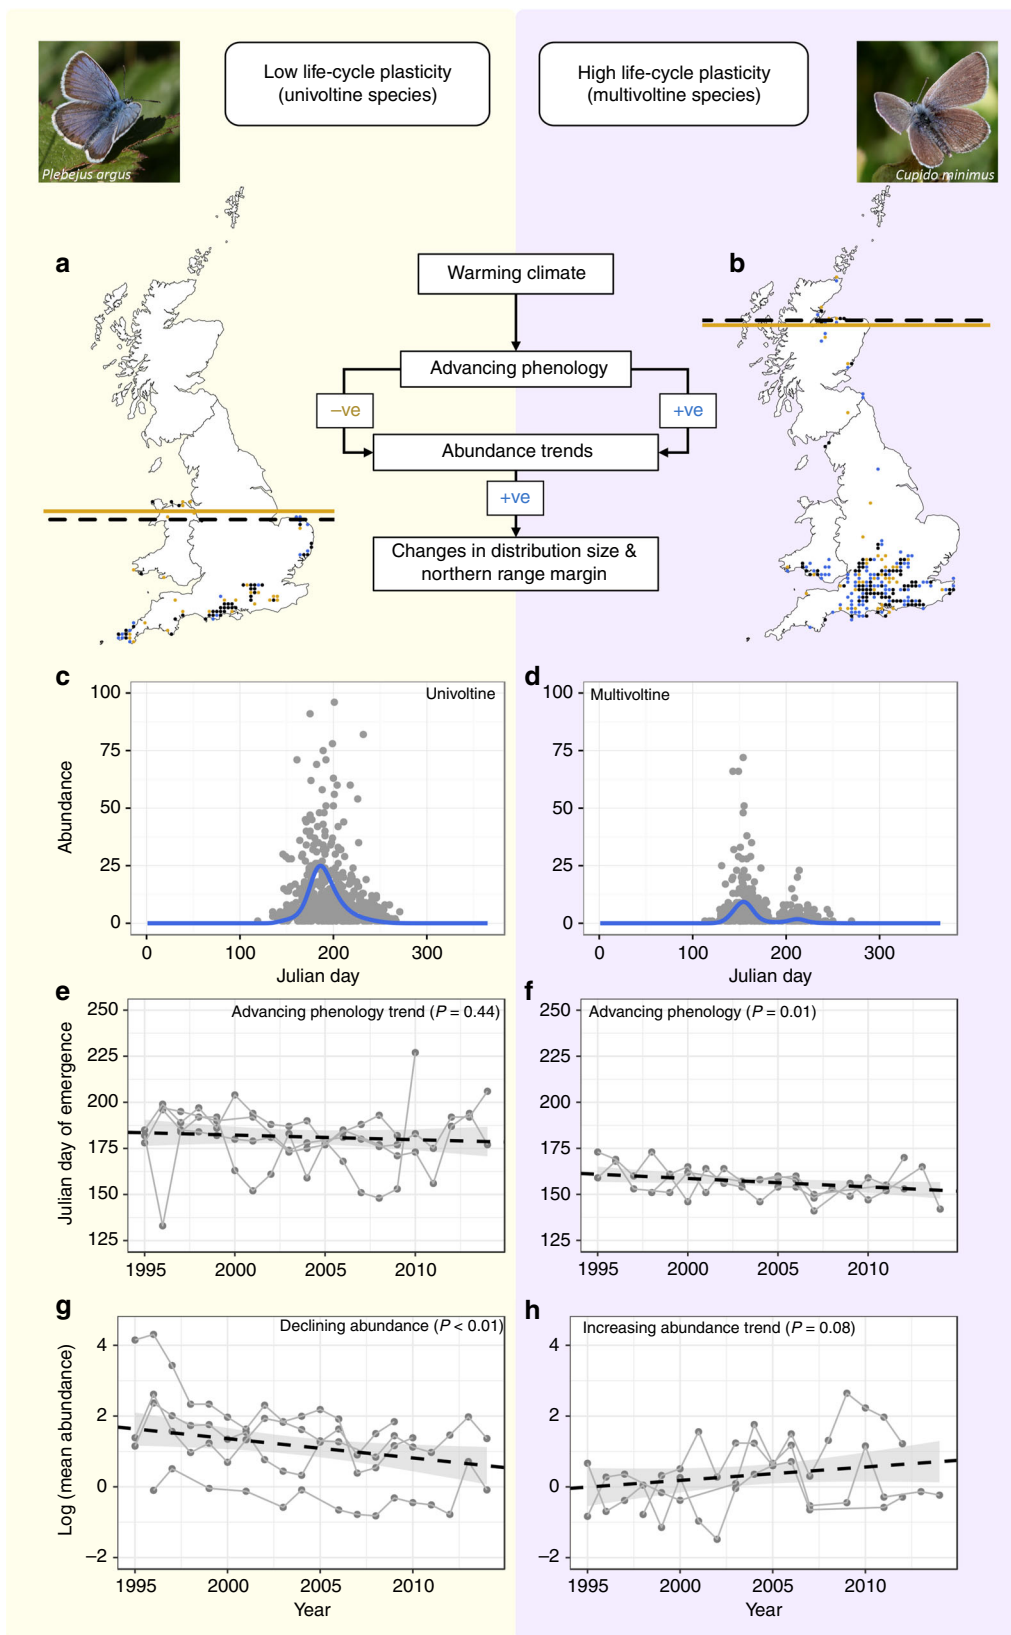 Low life-cycle plasticity
(univoltine species)
High life-cycle plasticity
(multivoltine species)
Plebejus argus
Cupido minimus
a
b
Warming climate
Advancing phenology
–ve
+ve
Abundance trends
+ve
Changes in distribution size &
northern range margin
c
Univoltine
100
75
50
25
0
Abundance
0 100 200 300
Julian day
d
Multivoltine
100
75
50
25
0
0 100 200 300
Julian day
e
Advancing phenology trend (P = 0.44)
250
225
200
175
150
125
Julian day of emergence
1995 2000 2005 2010
f
Advancing phenology (P = 0.01)
250
225
200
175
150
125
1995 2000 2005 2010
g
Declining abundance (P < 0.01)
4
2
0
–2
Log (mean abundance)
1995 2000 2005 2010
Year
h
Increasing abundance trend (P = 0.08)
4
2
0
–2
1995 2000 2005 2010
Year